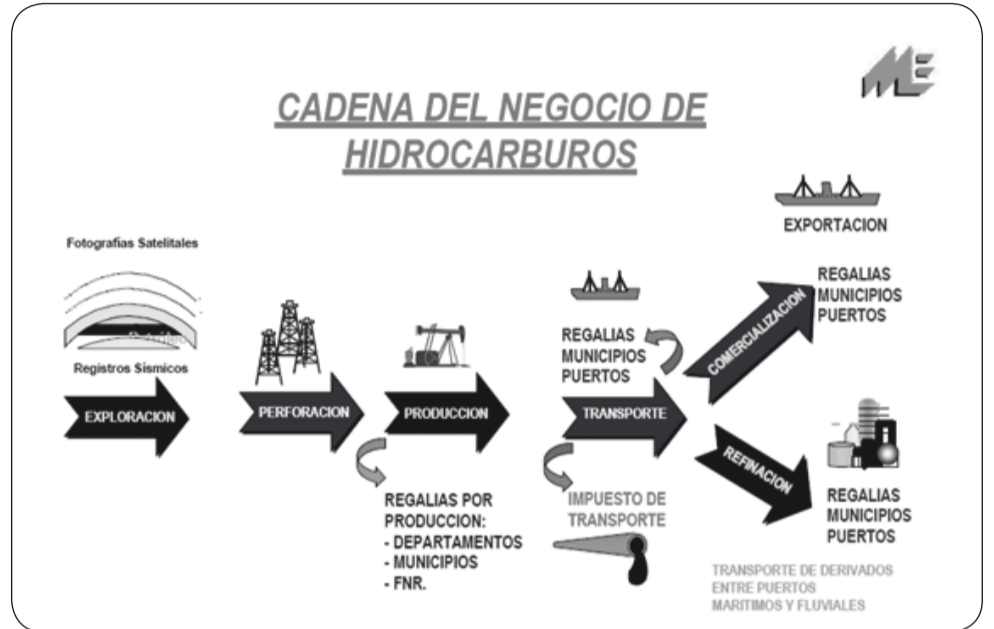 CADENA DEL NEGOCIO DE
HIDROCARBUROS
Fotografías Satelitales
Registros Sísmicos
EXPLORACION
PERFORACION
PRODUCCION
REGALIAS POR
PRODUCCION:
- DEPARTAMENTOS
- MUNICIPIOS
- FNR.
REGALIAS
MUNICIPIOS
PUERTOS
TRANSPORTE
IMPUESTO DE
TRANSPORTE
COMERCIALIZACION
EXPORTACION
REGALIAS
MUNICIPIOS
PUERTOS
REFINACION
REGALIAS
MUNICIPIOS
PUERTOS
TRANSPORTE DE DERIVADOS
ENTRE PUERTOS
MARITIMOS Y FLUVIALES